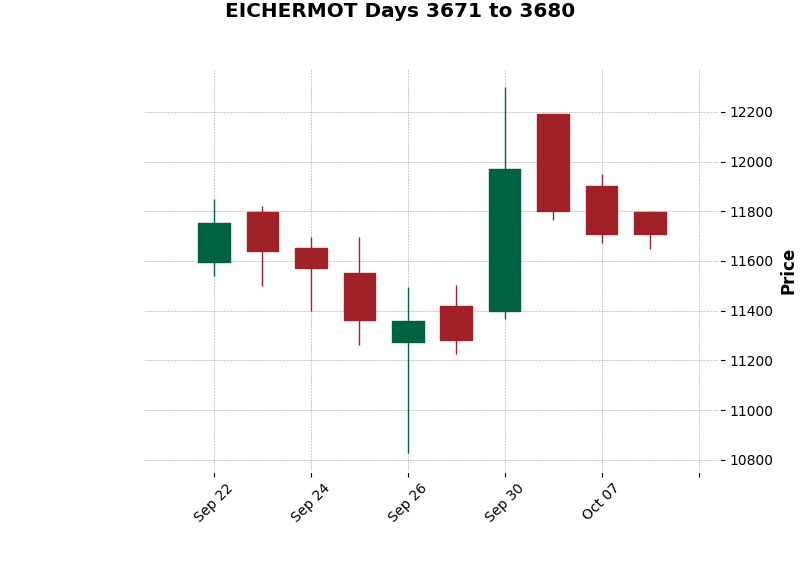 EICHERMOT Days 3671 to 3680
12200
12000
11800
11600
11400
11200
11000
10800
Price
Sep 22
Sep 24
Sep 26
Sep 30
Oct 07